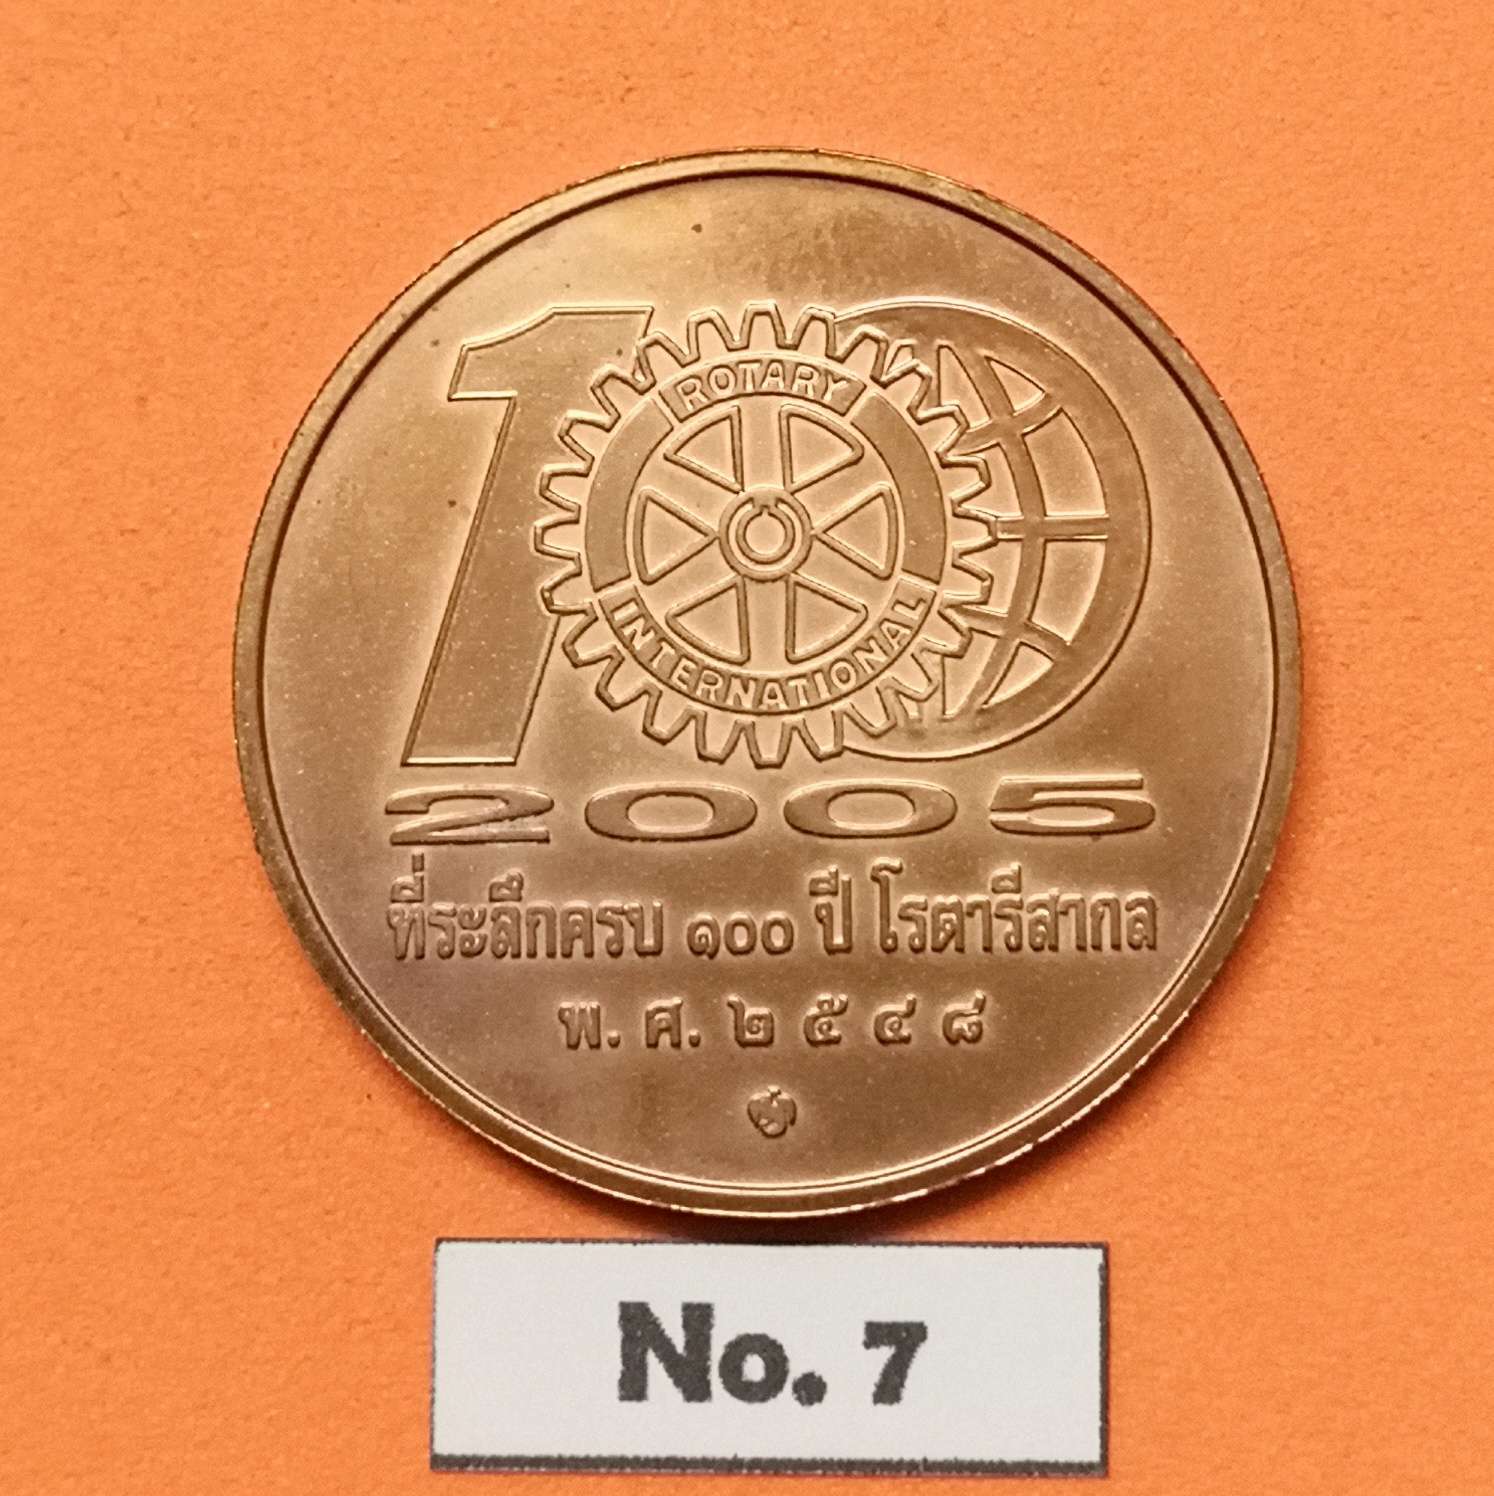 100
ROTARY
INTERNATIONAL
2005
ที่ระลึกครบ ๑๐๐ ปี โรตารีสากล
พ. ศ. ๒ ๕ ๔ ๘
No. 7